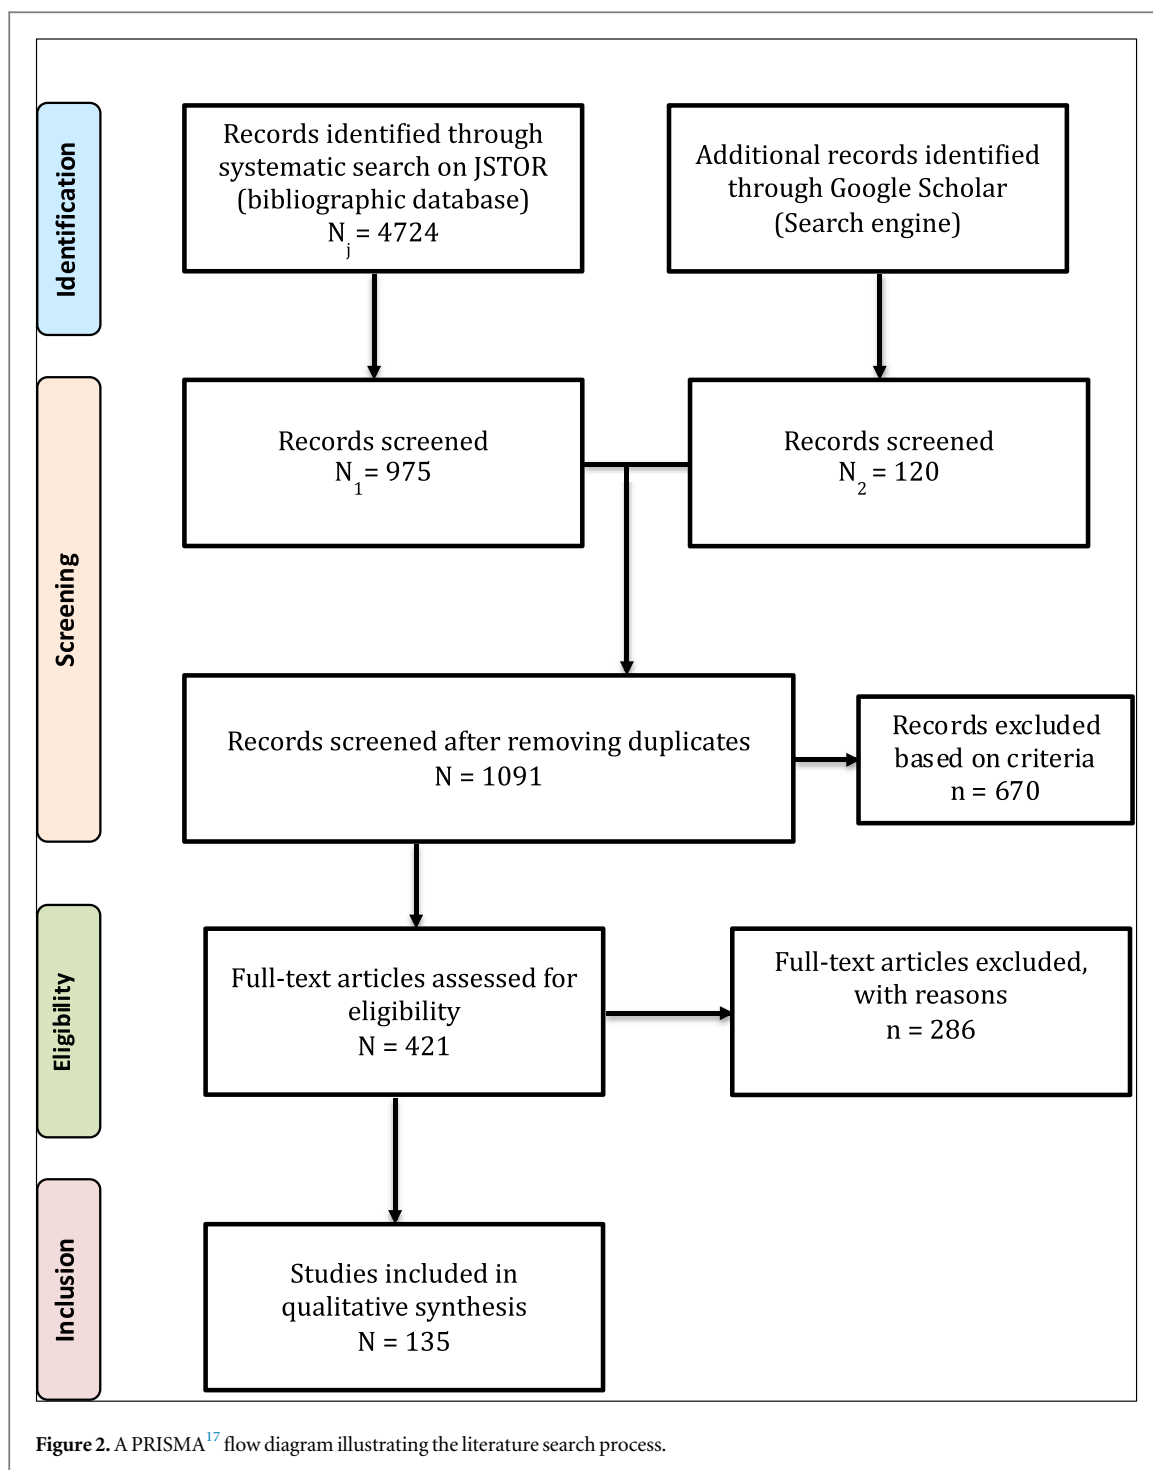 Identification
Records identified through
systematic search on JSTOR
(bibliographic database)
Nj = 4724
Additional records identified
through Google Scholar
(Search engine)
Screening
Records screened
N1 = 975
Records screened
N2 = 120
Records screened after removing duplicates
N = 1091
Records excluded
based on criteria
n = 670
Eligibility
Full-text articles assessed for
eligibility
N = 421
Full-text articles excluded,
with reasons
n = 286
Inclusion
Studies included in
qualitative synthesis
N = 135
Figure 2. A PRISMA17 flow diagram illustrating the literature search process.